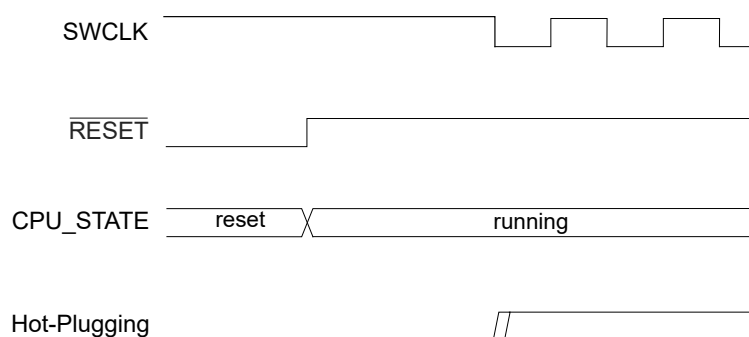 SWCLK
RESET
CPU_STATE reset running
Hot-Plugging